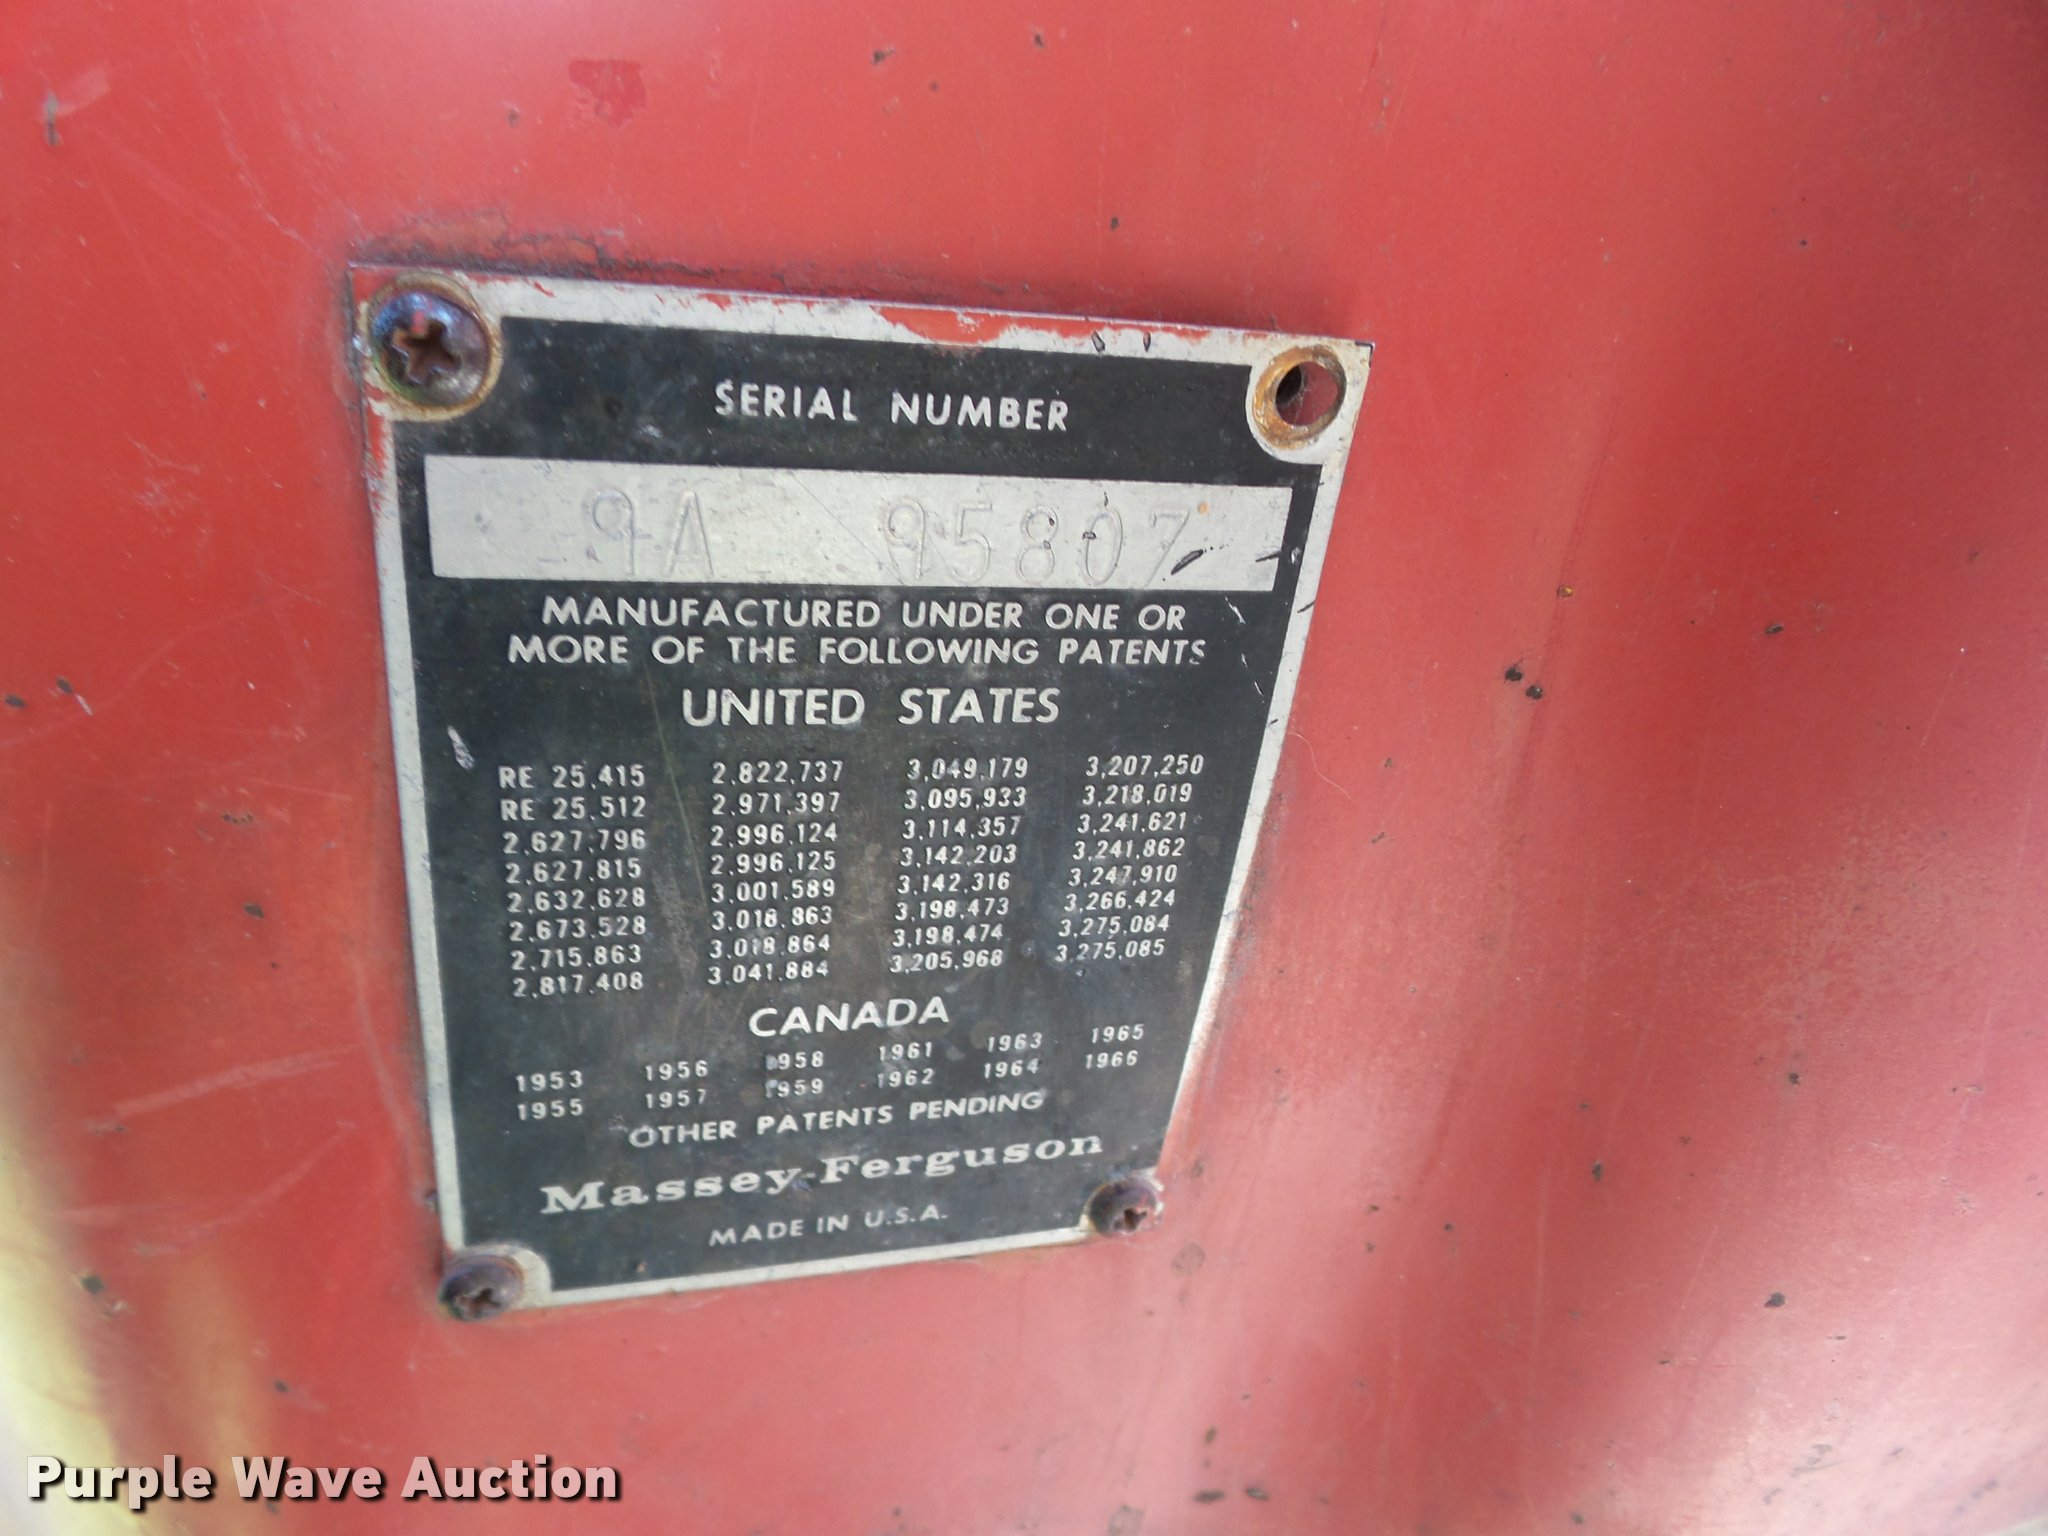 SERIAL NUMBER
9A 95807
MANUFACTURED UNDER ONE OR
MORE OF THE FOLLOWING PATENTS
UNITED STATES
RE 25,415 2,822,737 3,049,179 3,207,250
RE 25,512 2,971,397 3,095,933 3,218,019
2,627,796 2,996,124 3,114,357 3,241,621
2,627,815 2,996,125 3,142,203 3,241,862
2,632,628 3,001,589 3,142,316 3,247,910
2,673,528 3,018,863 3,198,473 3,266,424
2,715,863 3,018,864 3,198,474 3,275,084
2,817,408 3,041,884 3,205,968 3,275,085
CANADA
1953 1956 1958 1961 1963 1965
1955 1957 1959 1962 1964 1966
OTHER PATENTS PENDING
Massey-Ferguson
MADE IN U.S.A.
Purple Wave Auction